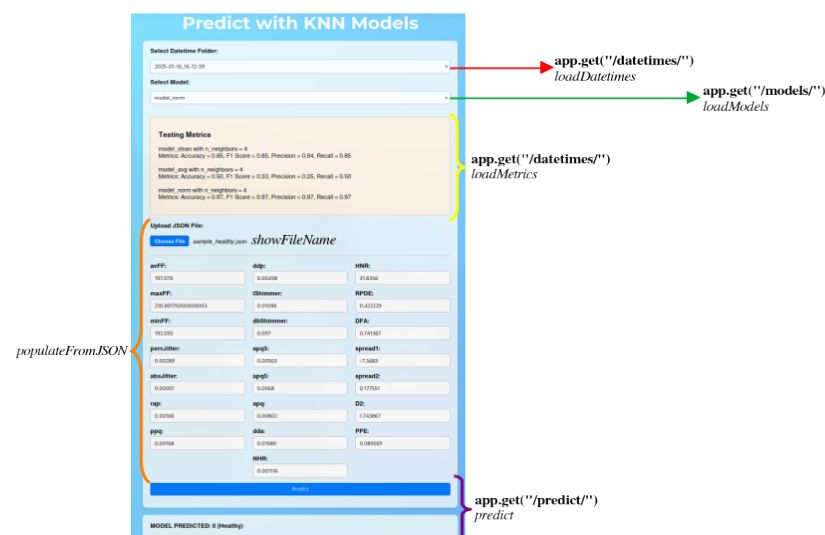 Predict with KNN Models
Select Datetime Folder:
2025-01-16_16-12-59
app.get("/datetimes/")
loadDatetimes
Select Model:
model_norm
app.get("/models/")
loadModels
Testing Metrics
model_clean with n_neighbors = 4
Metrics: Accuracy = 0.85, F1 Score = 0.85, Precision = 0.84, Recall = 0.85
model_avg with n_neighbors = 4
Metrics: Accuracy = 0.50, F1 Score = 0.33, Precision = 0.25, Recall = 0.50
model_norm with n_neighbors = 4
Metrics: Accuracy = 0.97, F1 Score = 0.97, Precision = 0.97, Recall = 0.97
app.get("/datetimes/")
loadMetrics
Upload JSON File:
Choose File sample_healthy.json showFileName
populateFromJSON
avFF: ddp: HNR:
197.076 0.00498 31.8356
maxFF: lShimmer: RPDE:
210.80175000000003 0.01098 0.422229
minFF: dbShimmer: DFA:
192.055 0.097 0.741367
percJitter: apq3: spread1:
0.00289 0.00563 -7.3483
absJitter: apq5: spread2:
0.00001 0.0068 0.177551
rap: apq: D2:
0.00166 0.00802 1.743867
ppq: dda: PPE:
0.00168 0.01689 0.085569
NHR:
0.001116
Predict
app.get("/predict/")
predict
MODEL PREDICTED: 0 (Healthy)